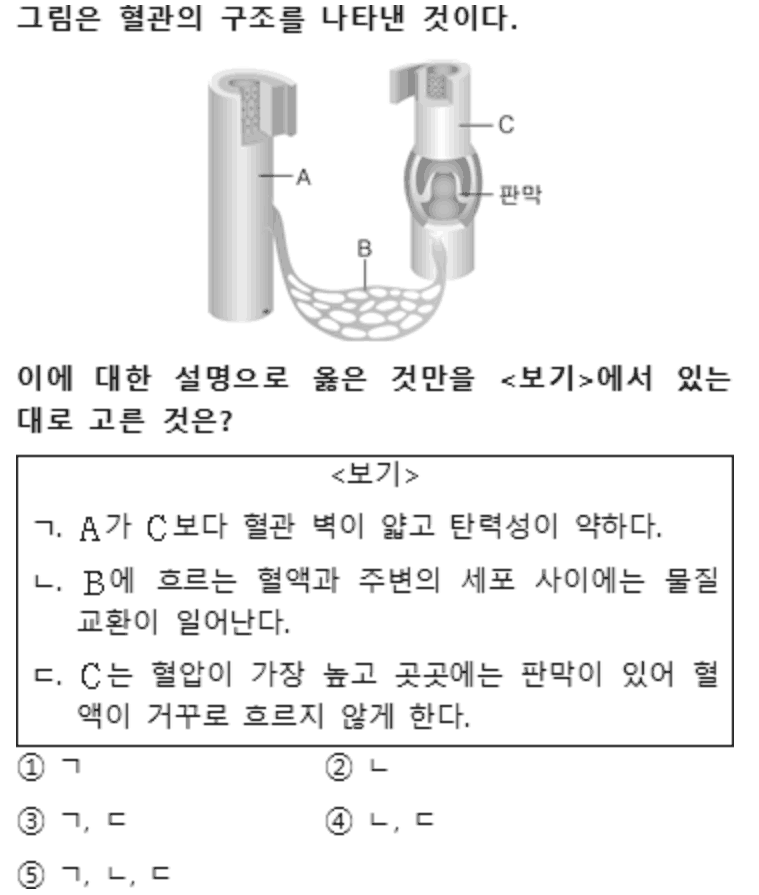 그림은 혈관의 구조를 나타낸 것이다.
A
C
판막
B
이에 대한 설명으로 옳은 것만을 <보기>에서 있는
대로 고른 것은?
<보기>
ㄱ. A가 C보다 혈관 벽이 얇고 탄력성이 약하다.
ㄴ. B에 흐르는 혈액과 주변의 세포 사이에는 물질
교환이 일어난다.
ㄷ. C는 혈압이 가장 높고 곳곳에는 판막이 있어 혈
액이 거꾸로 흐르지 않게 한다.
① ㄱ ② ㄴ
③ ㄱ, ㄷ ④ ㄴ, ㄷ
⑤ ㄱ, ㄴ, ㄷ